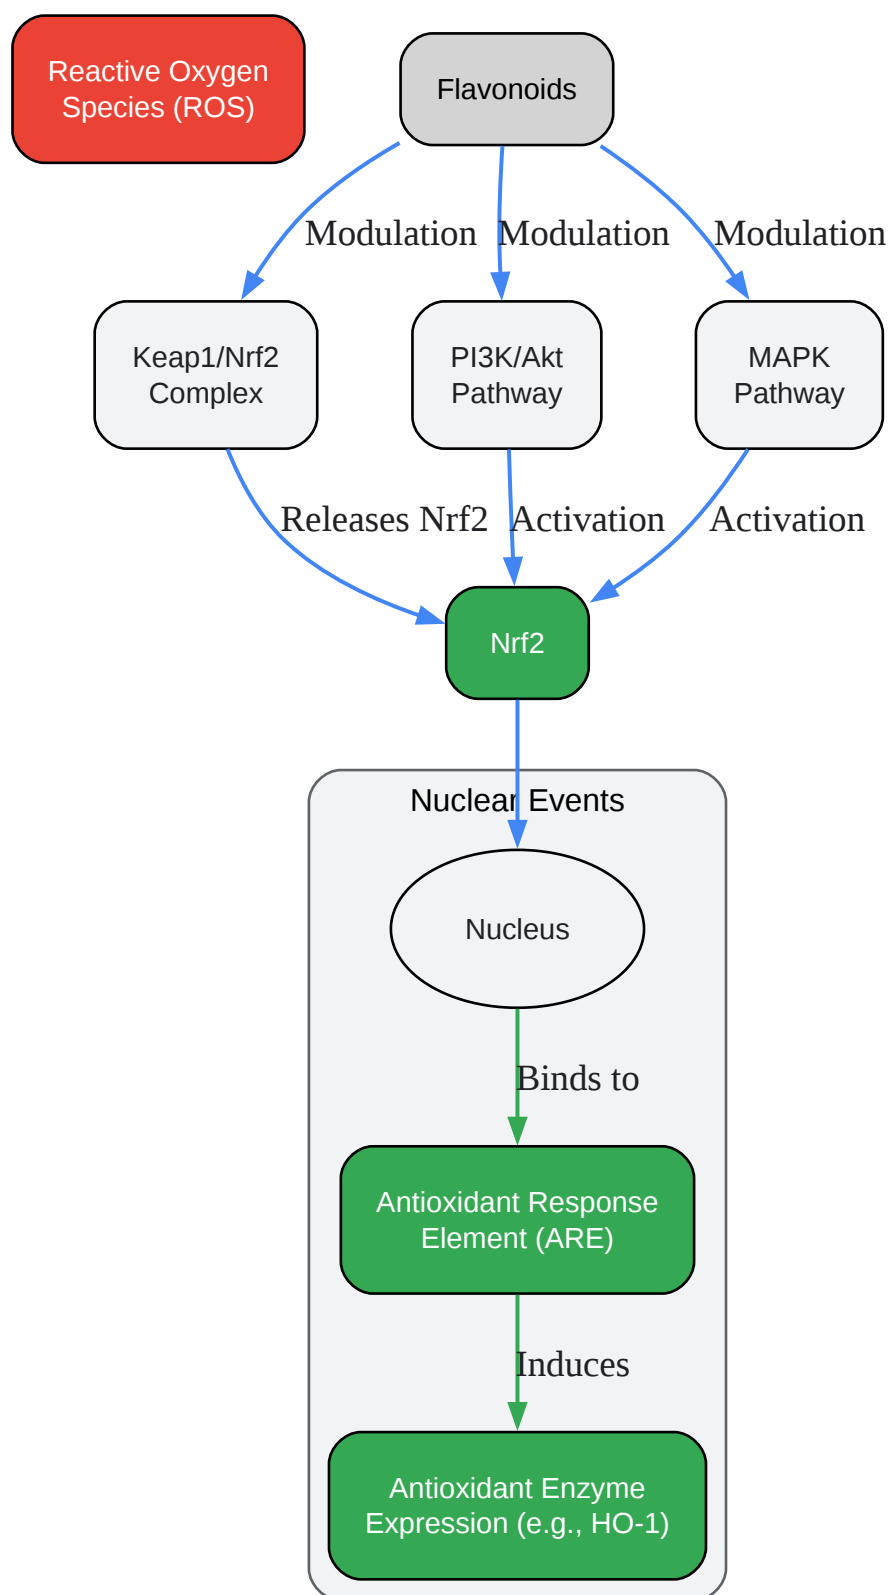 Reactive Oxygen
Species (ROS)
Flavonoids
Modulation
Modulation
Modulation
Keap1/Nrf2
Complex
PI3K/Akt
Pathway
MAPK
Pathway
Releases Nrf2
Activation
Activation
Nrf2
Nuclear Events
Nucleus
Binds to
Antioxidant Response
Element (ARE)
Induces
Antioxidant Enzyme
Expression (e.g., HO-1)